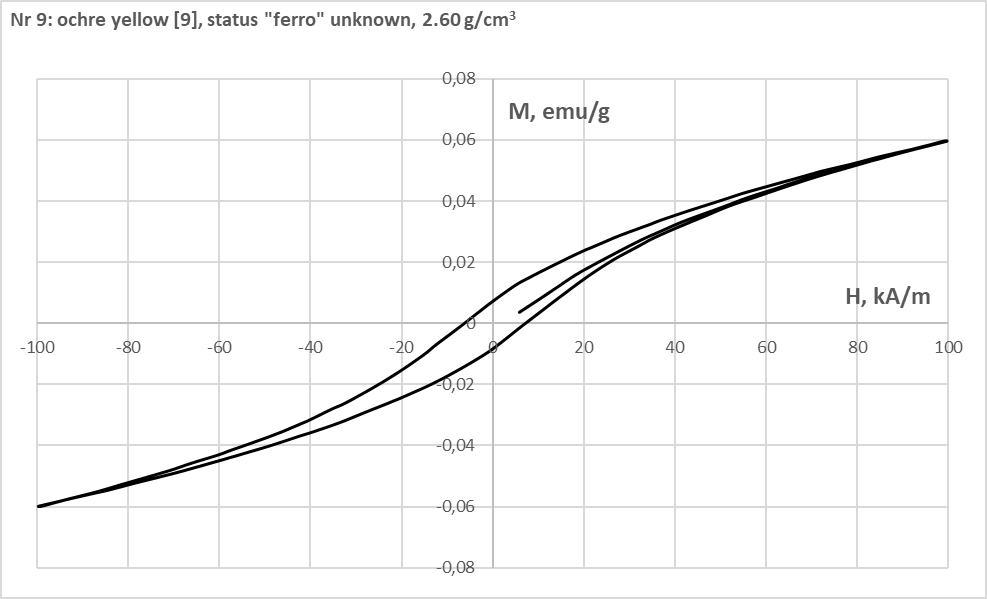 Nr 9: ochre yellow [9], status "ferro" unknown, 2.60 g/cm³
0,08
M, emu/g
0,06
0,04
0,02
H, kA/m
0
-100 -80 -60 -40 -20 0 20 40 60 80 100
-0,02
-0,04
-0,06
-0,08